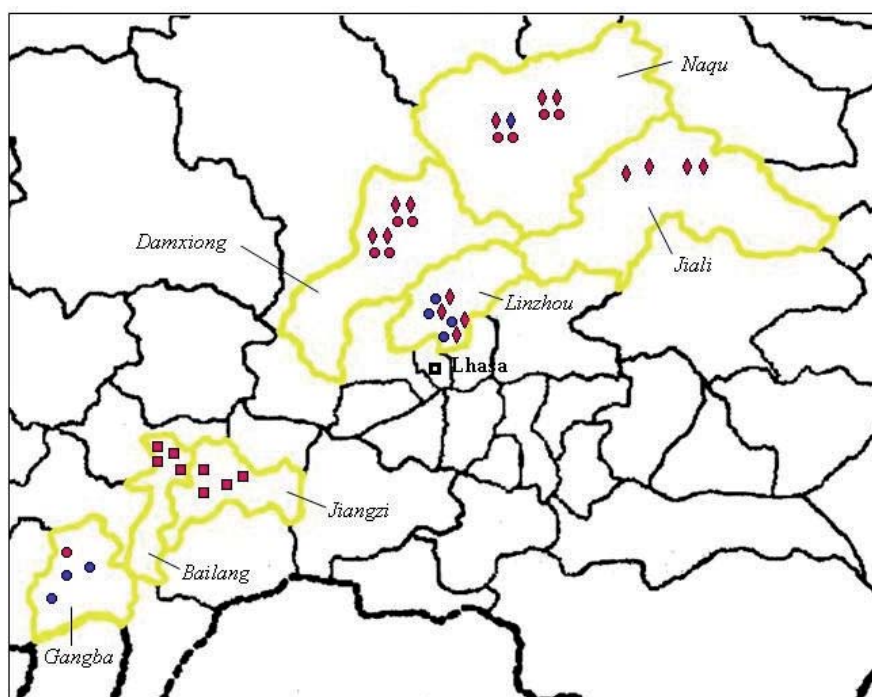 Naqu
Damxiong
Jiali
Linzhou
Lhasa
Jiangzi
Bailang
Gangba